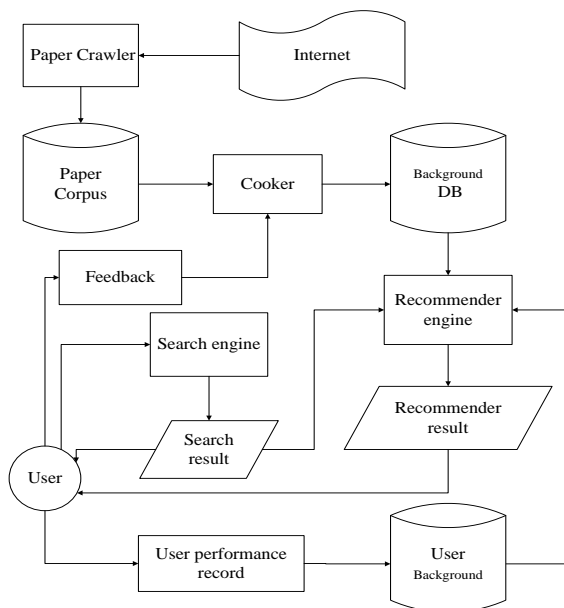 Paper Crawler
Internet
Paper
Corpus
Cooker
Background
DB
Feedback
Recommender
engine
Search engine
Search
result
Recommender
result
User
User performance
record
User
Background